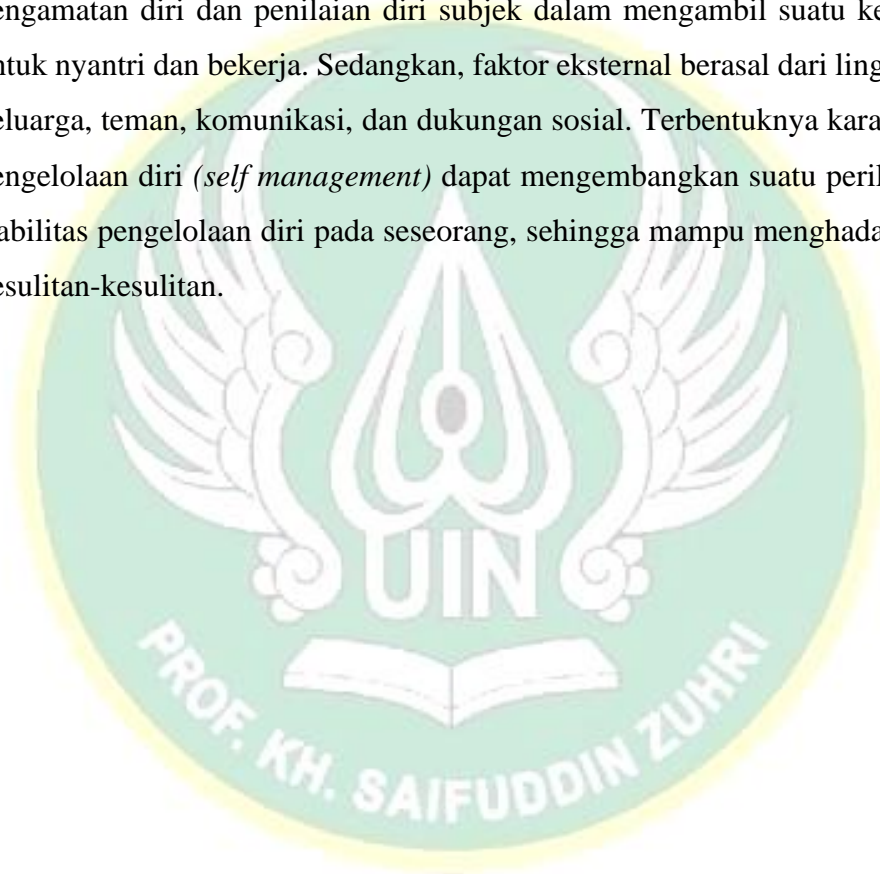 engamatan diri dan penilaian diri subjek dalam mengambil suatu ke
ntuk nyantri dan bekerja. Sedangkan, faktor eksternal berasal dari ling
eluarga, teman, komunikasi, dan dukungan sosial. Terbentuknya kara
engelolaan diri (self management) dapat mengembangkan suatu peril
abilitas pengelolaan diri pada seseorang, sehingga mampu menghada
esulitan-kesulitan.
UIN
PROF. KH. SAIFUDDIN ZUHRI